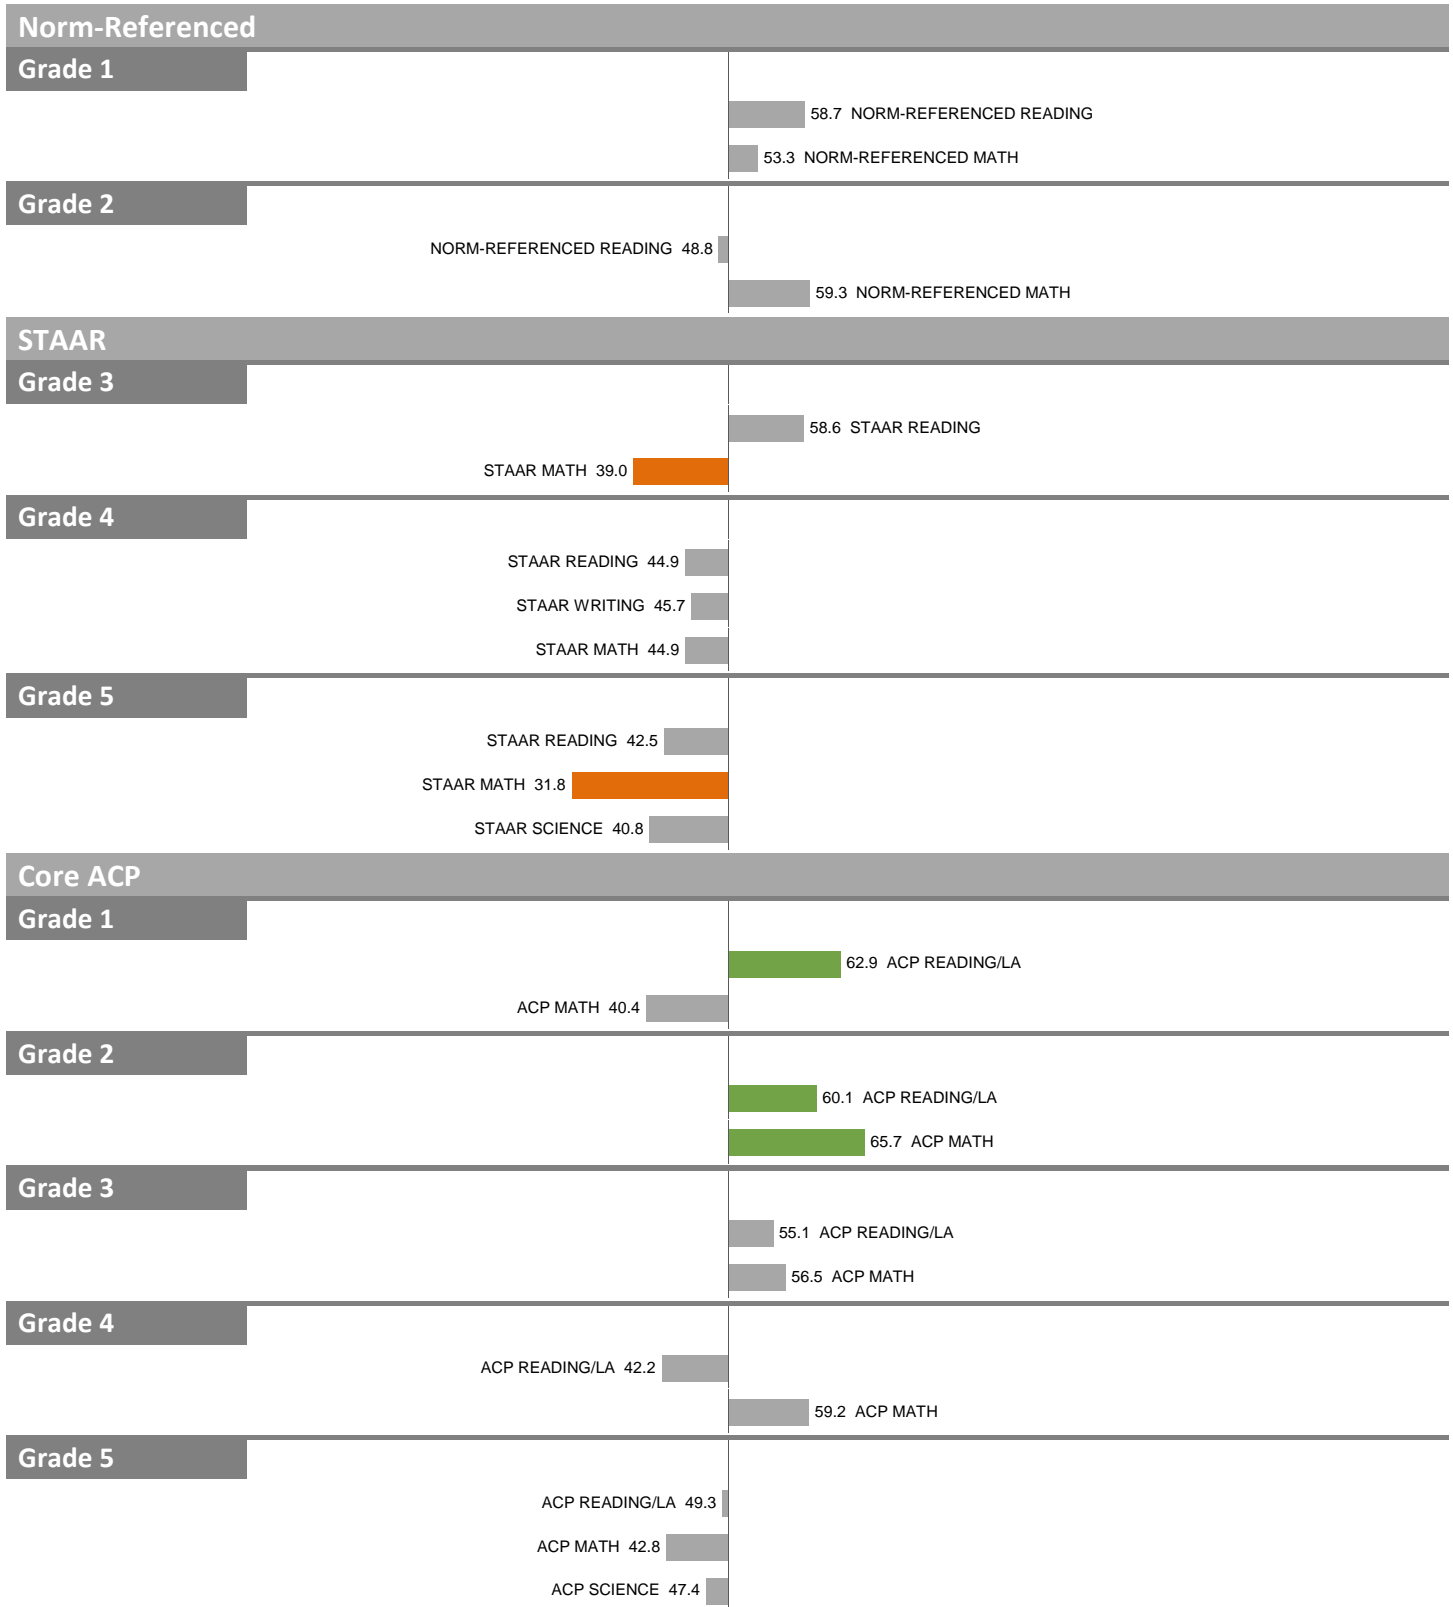 Norm-Referenced
Grade 1
58.7 NORM-REFERENCED READING
53.3 NORM-REFERENCED MATH
Grade 2
NORM-REFERENCED READING 48.8
59.3 NORM-REFERENCED MATH
STAAR
Grade 3
58.6 STAAR READING
STAAR MATH 39.0
Grade 4
STAAR READING 44.9
STAAR WRITING 45.7
STAAR MATH 44.9
Grade 5
STAAR READING 42.5
STAAR MATH 31.8
STAAR SCIENCE 40.8
Core ACP
Grade 1
62.9 ACP READING/LA
ACP MATH 40.4
Grade 2
60.1 ACP READING/LA
65.7 ACP MATH
Grade 3
55.1 ACP READING/LA
56.5 ACP MATH
Grade 4
ACP READING/LA 42.2
59.2 ACP MATH
Grade 5
ACP READING/LA 49.3
ACP MATH 42.8
ACP SCIENCE 47.4